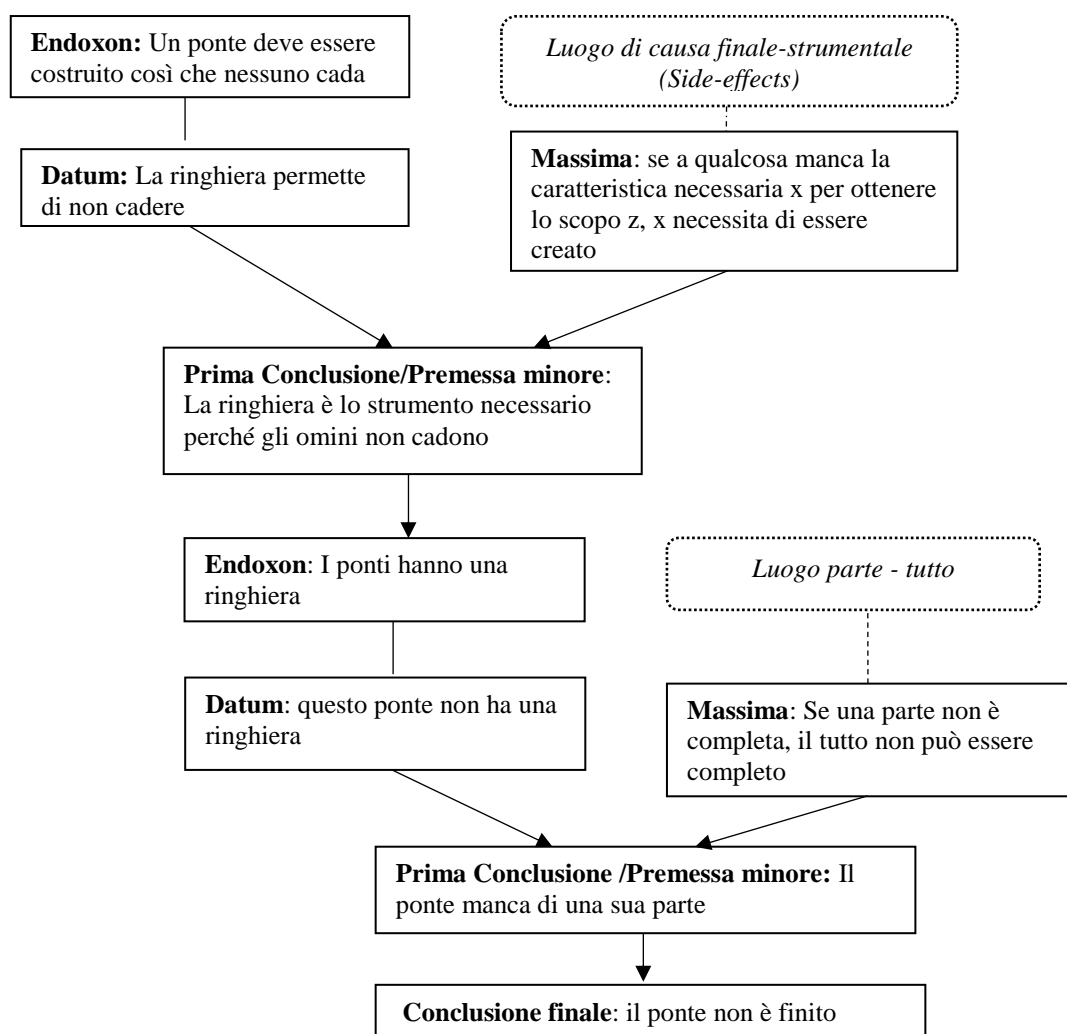 Endoxon: Un ponte deve essere
costruito così che nessuno cada
Luogo di causa finale-strumentale
(Side-effects)
Datum: La ringhiera permette
di non cadere
Massima: se a qualcosa manca la
caratteristica necessaria x per ottenere
lo scopo z, x necessita di essere
creato
Prima Conclusione/Premessa minore:
La ringhiera è lo strumento necessario
perché gli omini non cadono
Endoxon: I ponti hanno una
ringhiera
Luogo parte - tutto
Datum: questo ponte non ha una
ringhiera
Massima: Se una parte non è
completa, il tutto non può essere
completo
Prima Conclusione /Premessa minore: Il
ponte manca di una sua parte
Conclusione finale: il ponte non è finito